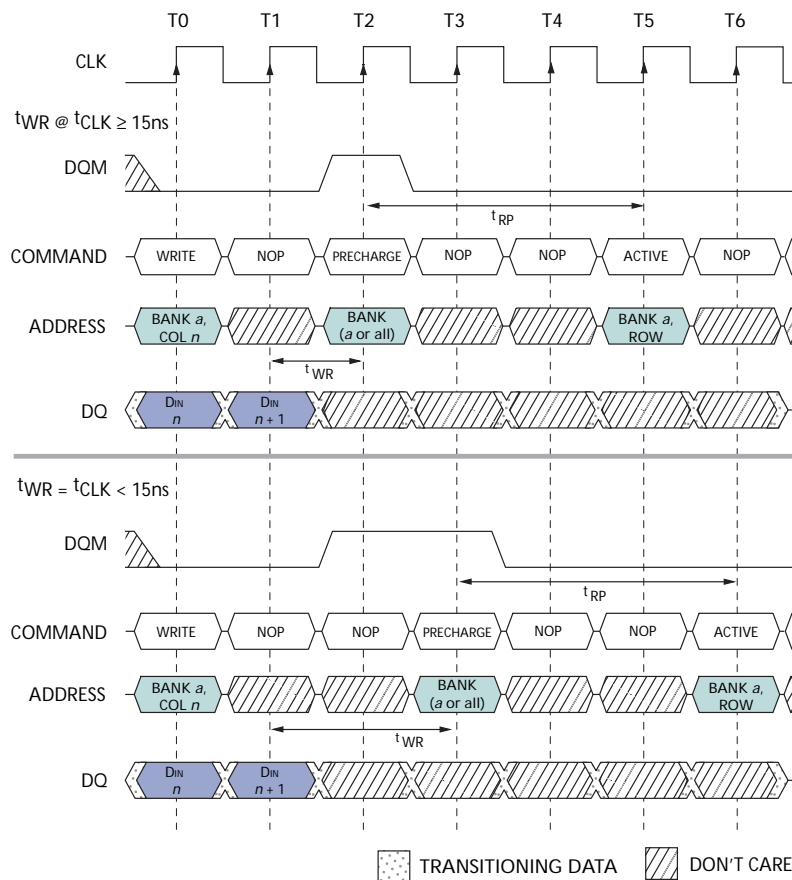 T0 T1 T2 T3 T4 T5 T6
CLK
tWR @ tCLK ≥ 15ns
DQM
tRP
COMMAND WRITE NOP PRECHARGE NOP NOP ACTIVE NOP
ADDRESS BANK a, BANK BANK a,
COL n (a or all) ROW
tWR
DQ DIN DIN
n n + 1
tWR = tCLK < 15ns
DQM
tRP
COMMAND WRITE NOP NOP PRECHARGE NOP NOP ACTIVE
ADDRESS BANK a, BANK BANK a,
COL n (a or all) ROW
tWR
DQ DIN DIN
n n + 1
TRANSITIONING DATA DON'T CARE